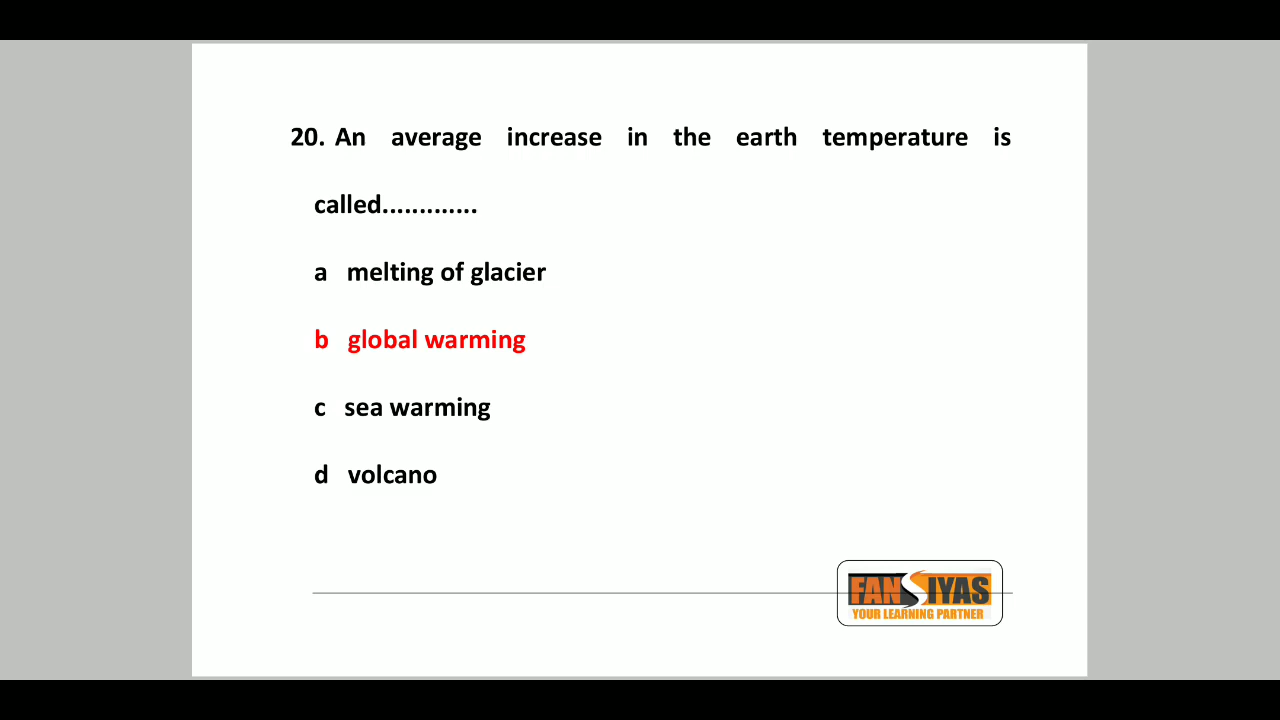 20. An average increase in the earth temperature is
called.............
a melting of glacier
b global warming
c sea warming
d volcano
FANSIYAS
YOUR LEARNING PARTNER